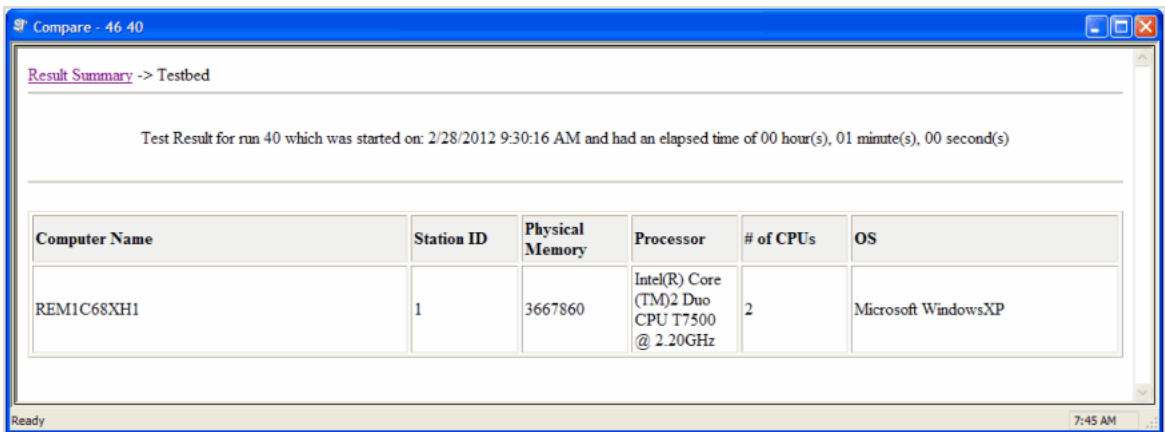 Compare - 46 40
Result Summary -> Testbed
Test Result for run 40 which was started on: 2/28/2012 9:30:16 AM and had an elapsed time of 00 hour(s), 01 minute(s), 00 second(s)
Computer Name Station ID Physical Memory Processor # of CPUs OS
REM1C68XH1 1 3667860 Intel(R) Core (TM)2 Duo CPU T7500 @ 2.20GHz 2 Microsoft WindowsXP
Ready 7:45 AM